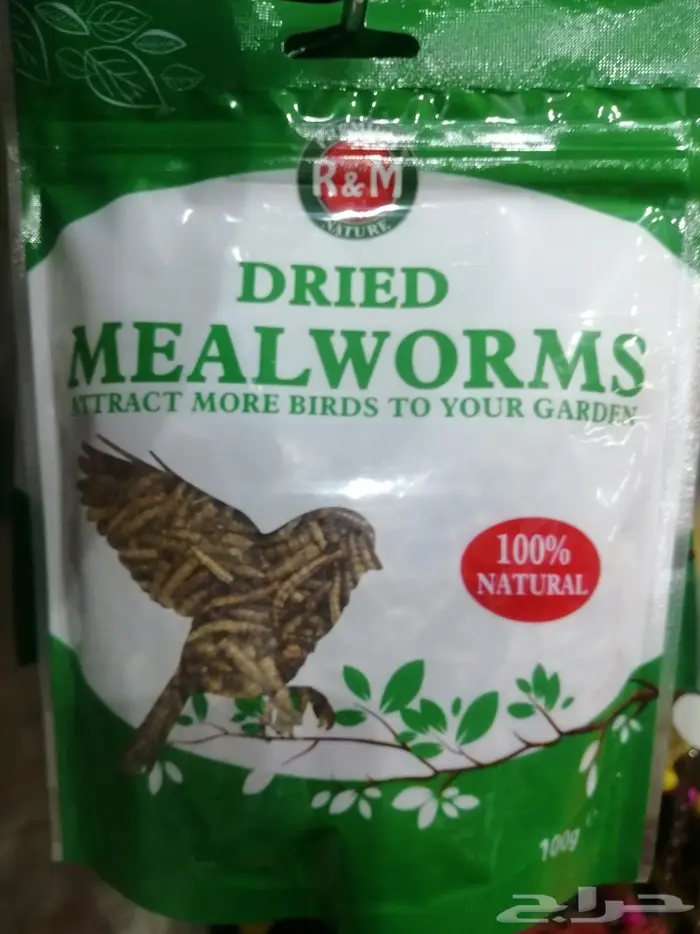 R&M
NATURE
DRIED
MEALWORMS
ATTRACT MORE BIRDS TO YOUR GARDEN
100%
NATURAL
100g
حراج